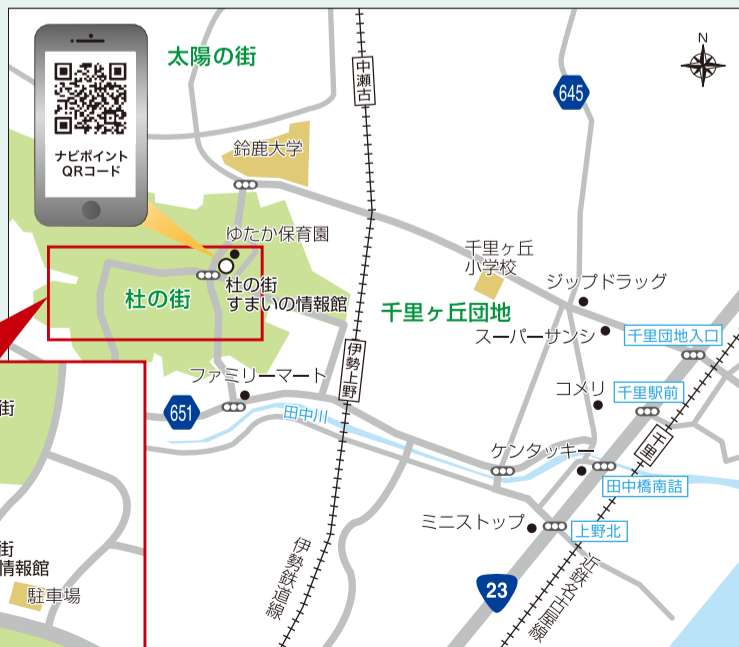 太陽の街
ナビポイント
QRコード
中瀬古
645
N
鈴鹿大学
ゆたか保育園
千里ヶ丘
小学校
杜の街
杜の街
すまいの情報館
ジップドラッグ
千里ヶ丘団地
スーパーサンシ
千里団地入口
伊勢上野
ファミリーマート
コメリ
千里駅前
651
田中川
千里
ケンタッキー
田中橋南詰
ミニストップ
上野北
伊勢鉄道線
23
近鉄名古屋線
街
街
情報館
駐車場